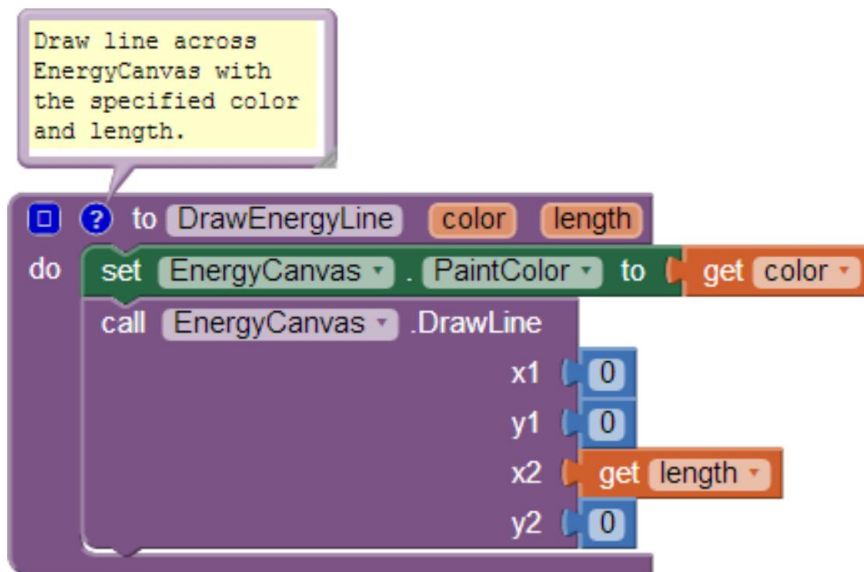 Draw line across
EnergyCanvas with
the specified color
and length.
? to DrawEnergyLine color length
do set EnergyCanvas . PaintColor to get color
call EnergyCanvas .DrawLine
x1 0
y1 0
x2 get length
y2 0